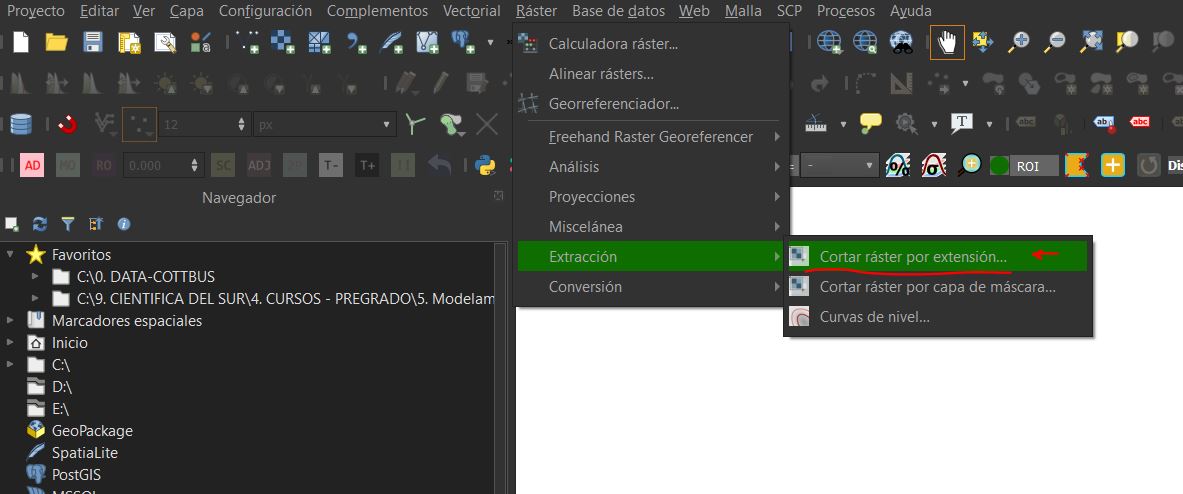 Proyecto Editar Ver Capa Configuración Complementos Vectorial Ráster Base de datos Web Malla SCP Procesos Ayuda
Calculadora ráster...
Alinear rásters...
Georreferenciador...
12 px
Freehand Raster Georeferencer
abc abc
AD MO RO 0.000 SC ADJ T- T+
Análisis
- ROI Dis
Navegador
Proyecciones
Miscelánea
Extracción
Conversión
Cortar ráster por extensión...
Cortar ráster por capa de máscara...
Curvas de nivel...
Favoritos
C:\0. DATA-COTTBUS
C:\9. CIENTIFICA DEL SUR\4. CURSOS - PREGRADO\5. Modelam
Marcadores espaciales
Inicio
C:\
D:\
E:\
GeoPackage
SpatiaLite
PostGIS
MSSQL